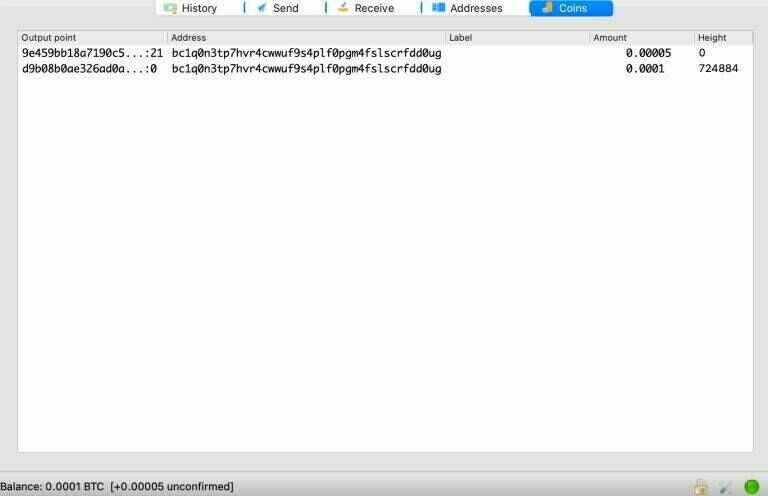 History Send Receive Addresses Coins
Output point Address Label Amount Height
9e459bb18a7190c5...:21 bc1q0n3tp7hvr4cwwuf9s4plf0pgm4fslscrfdd0ug 0.00005 0
d9b08b0ae326ad0a...:0 bc1q0n3tp7hvr4cwwuf9s4plf0pgm4fslscrfdd0ug 0.0001 724884
Balance: 0.0001 BTC [+0.00005 unconfirmed]